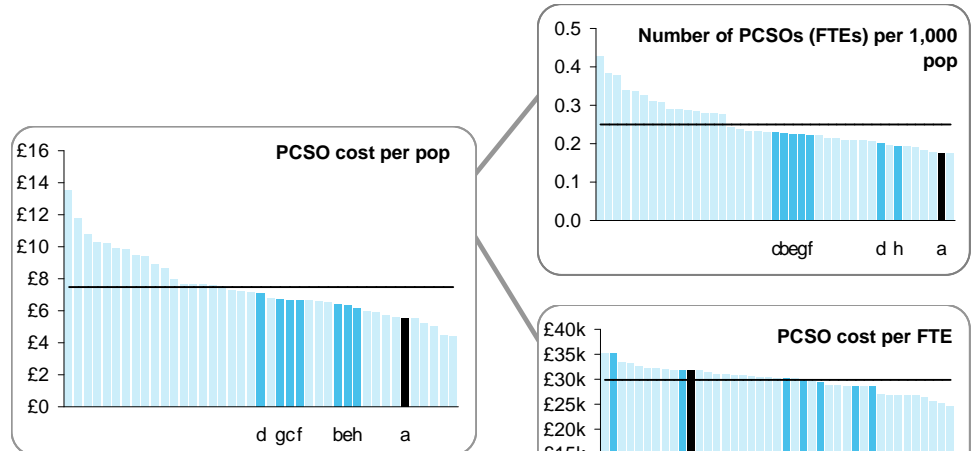 PCSO cost per pop
£16
£14
£12
£10
£8
£6
£4
£2
£0
d gcf beh a
Number of PCSOs (FTEs) per 1,000
pop
0.5
0.4
0.3
0.2
0.1
0.0
cbegf d h a
PCSO cost per FTE
£40k
£35k
£30k
£25k
£20k
£15k